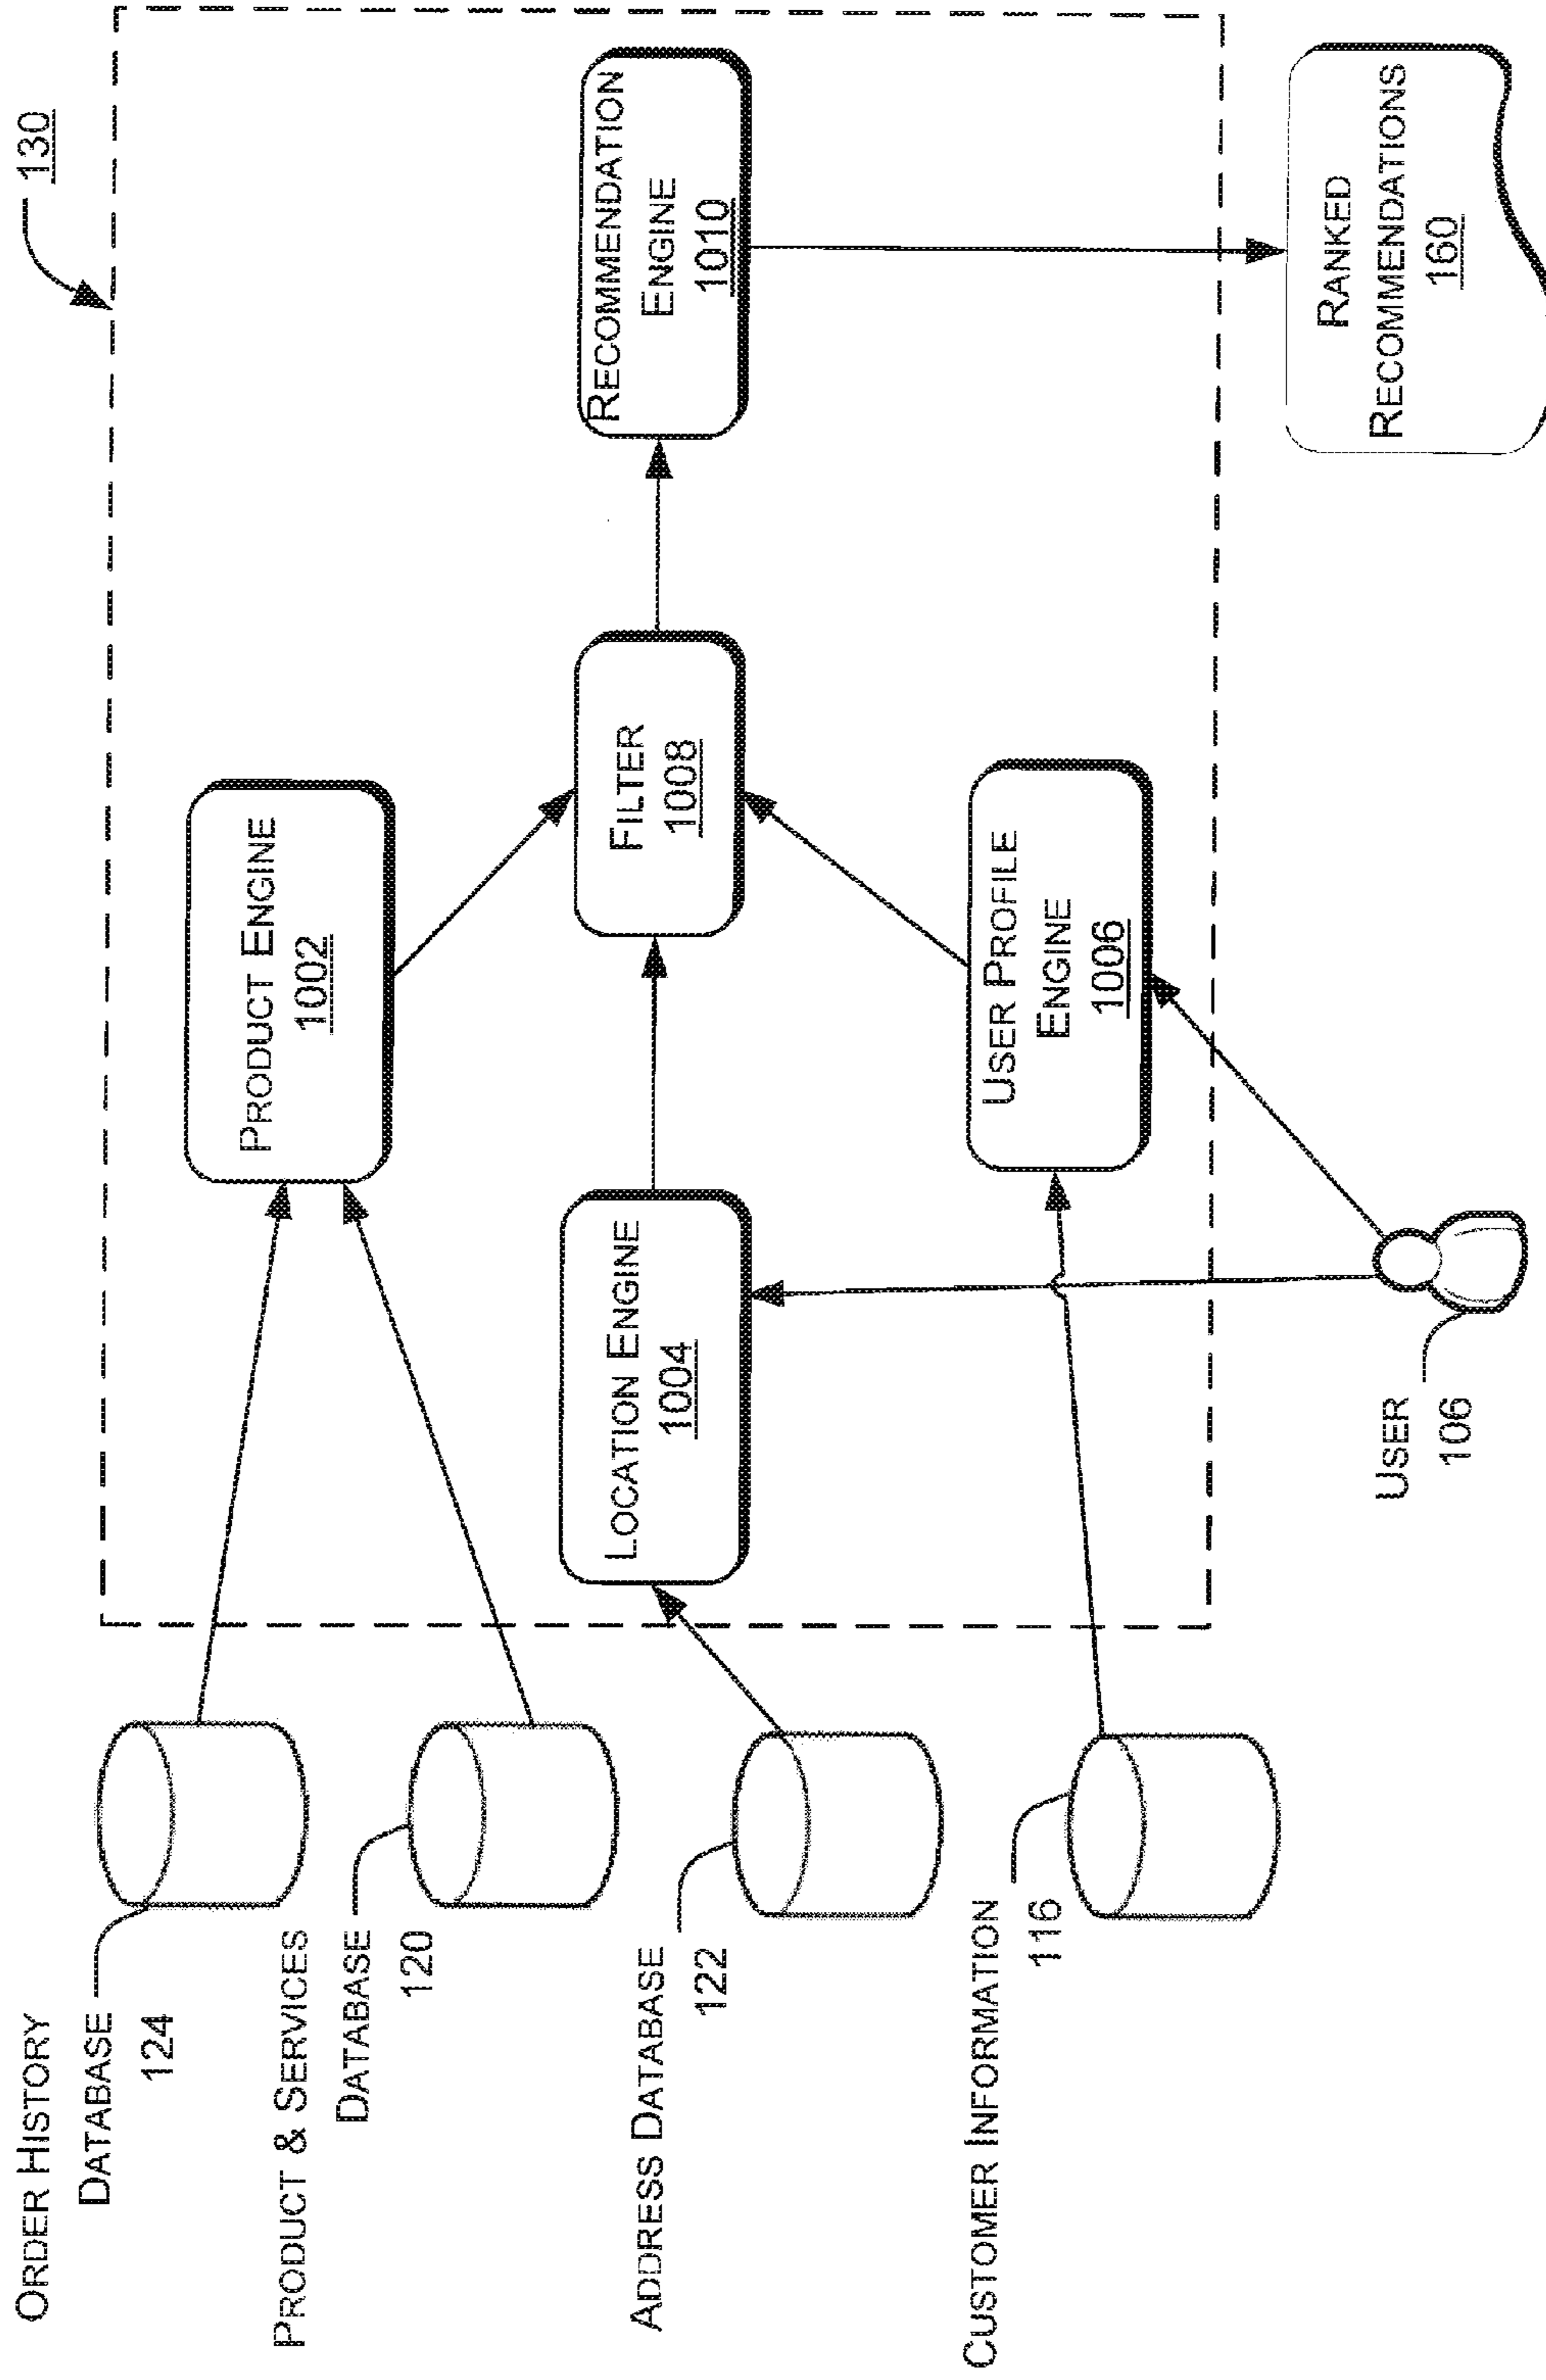 130
ORDER HISTORY
DATABASE
124
PRODUCT & SERVICES
DATABASE
120
ADDRESS DATABASE
122
CUSTOMER INFORMATION
116
PRODUCT ENGINE
1002
LOCATION ENGINE
1004
USER PROFILE
ENGINE
1006
FILTER
1008
RECOMMENDATION
ENGINE
1010
USER
106
RANKED
RECOMMENDATIONS
160